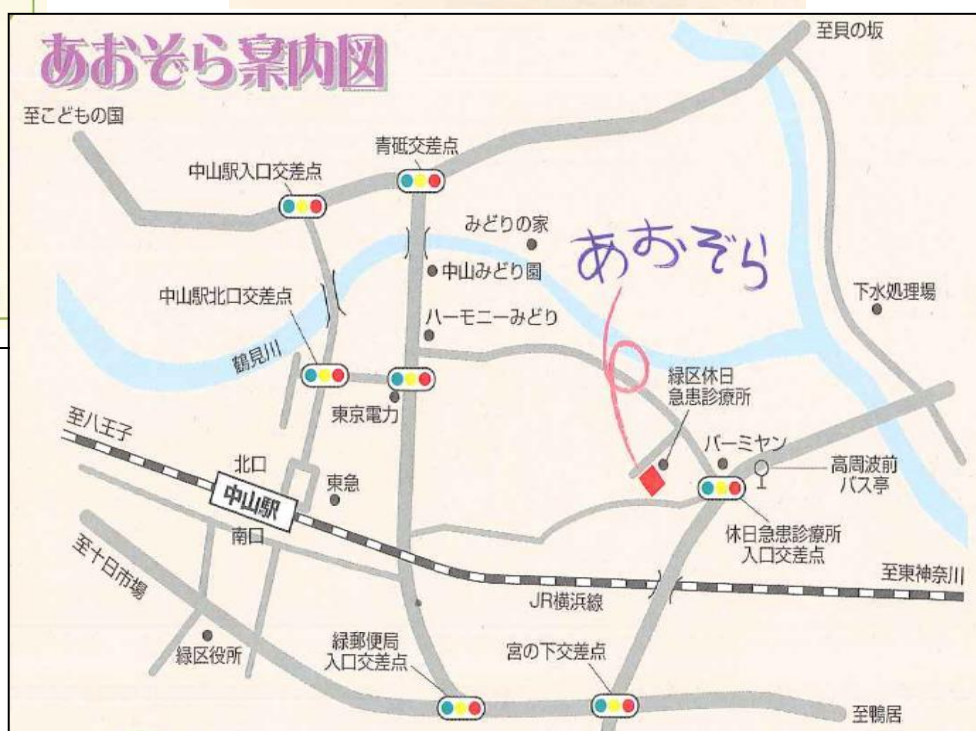 あおぞら案内図
至貝の坂
至こどもの国
青砥交差点
中山駅入口交差点
みどりの家
あおぞら
中山みどり園
中山駅北口交差点
下水処理場
ハーモニーみどり
鶴見川
緑区休日
急患診療所
東京電力
至八王子
北口
東急
バーミヤン
高周波前
バス亭
中山駅
南口
休日急患診療所
入口交差点
至十日市場
至東神奈川
JR横浜線
緑区役所
緑郵便局
入口交差点
宮の下交差点
至鴨居